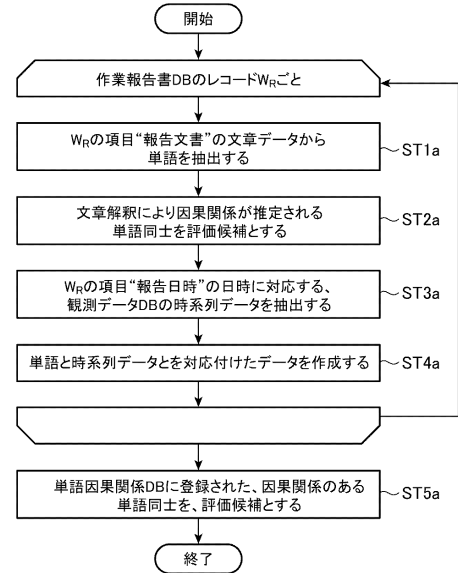 開始
作業報告書DBのレコードWRごと
WRの項目“報告文書”の文章データから
単語を抽出する
ST1a
文章解釈により因果関係が推定される
単語同士を評価候補とする
ST2a
WRの項目“報告日時”の日時に対応する、
観測データDBの時系列データを抽出する
ST3a
単語と時系列データとを対応付けたデータを作成する
ST4a
単語因果関係DBに登録された、因果関係のある
単語同士を、評価候補とする
ST5a
終了